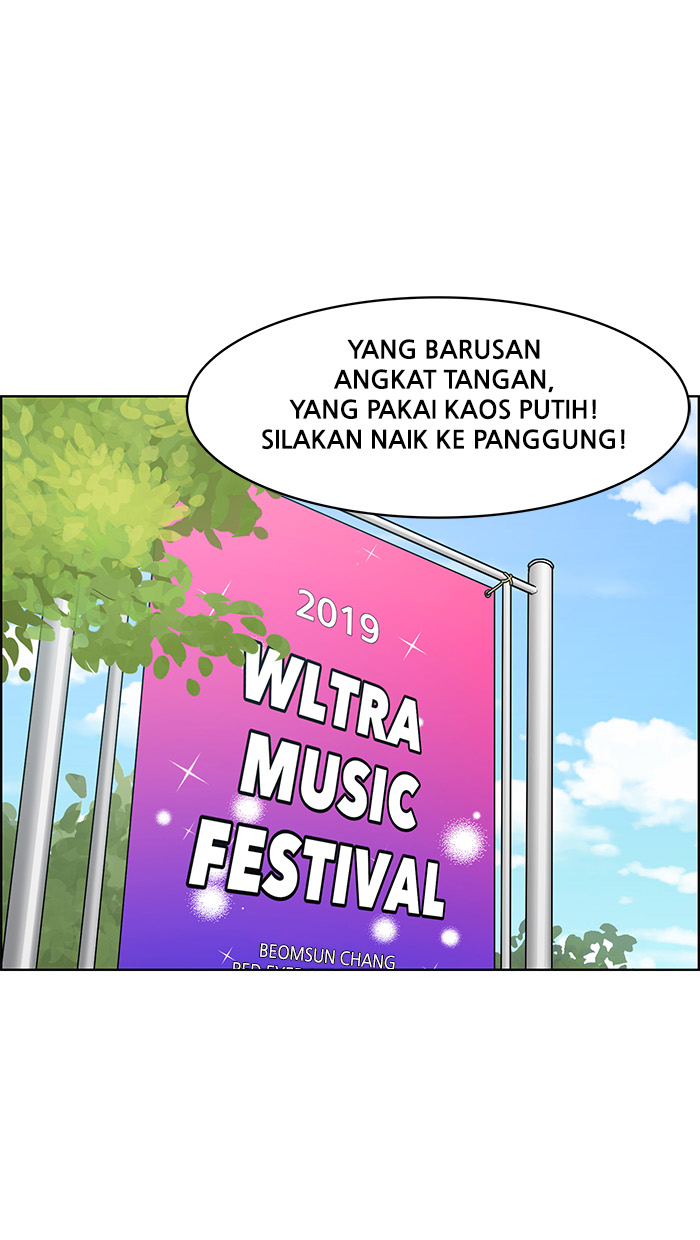 YANG BARUSAN
ANGKAT TANGAN,
YANG PAKAI KAOS PUTIH!
SILAKAN NAIK KE PANGGUNG!
2019
WLTRA
MUSIC
FESTIVAL
BEOMSUN CHANG